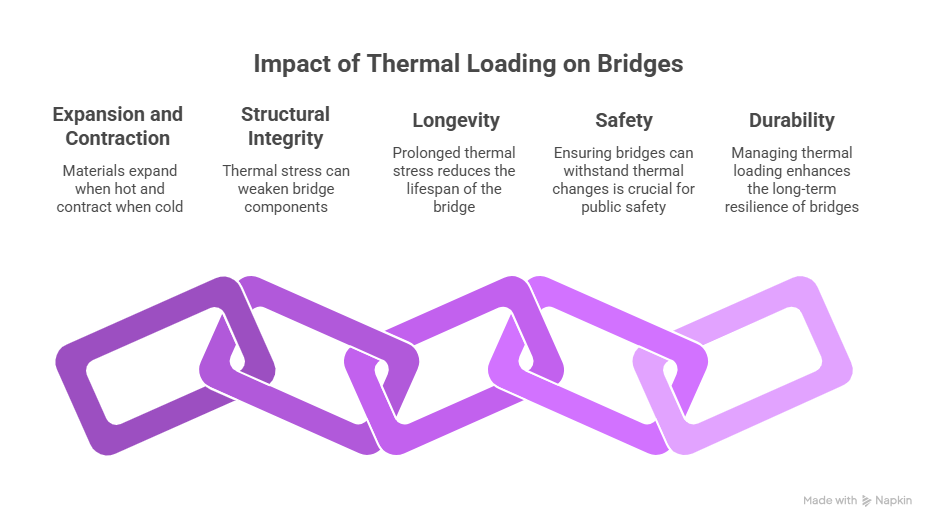 Impact of Thermal Loading on Bridges
Expansion and
Contraction
Materials expand
when hot and
contract when cold
Structural
Integrity
Thermal stress can
weaken bridge
components
Longevity
Prolonged thermal
stress reduces the
lifespan of the
bridge
Safety
Ensuring bridges can
withstand thermal
changes is crucial for
public safety
Durability
Managing thermal
loading enhances
the long-term
resilience of bridges
Made with Napkin